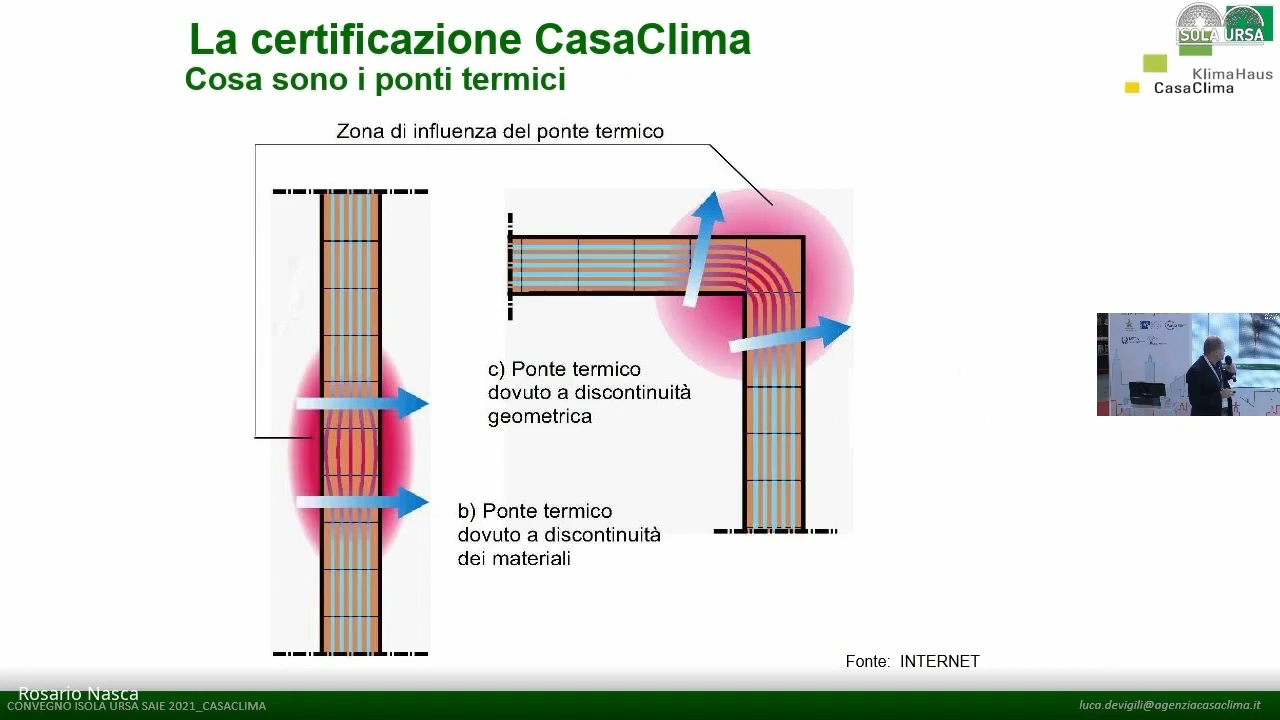 La certificazione CasaClima
Cosa sono i ponti termici
ISOLA URSA
KlimaHaus
CasaClima
Zona di influenza del ponte termico
c) Ponte termico
dovuto a discontinuità
geometrica
b) Ponte termico
dovuto a discontinuità
dei materiali
Fonte: INTERNET
Rosario Nasca
CONVEGNO ISOLA URSA SAIE 2021_CASACLIMA
luca.devigili@agenziacasaclima.it